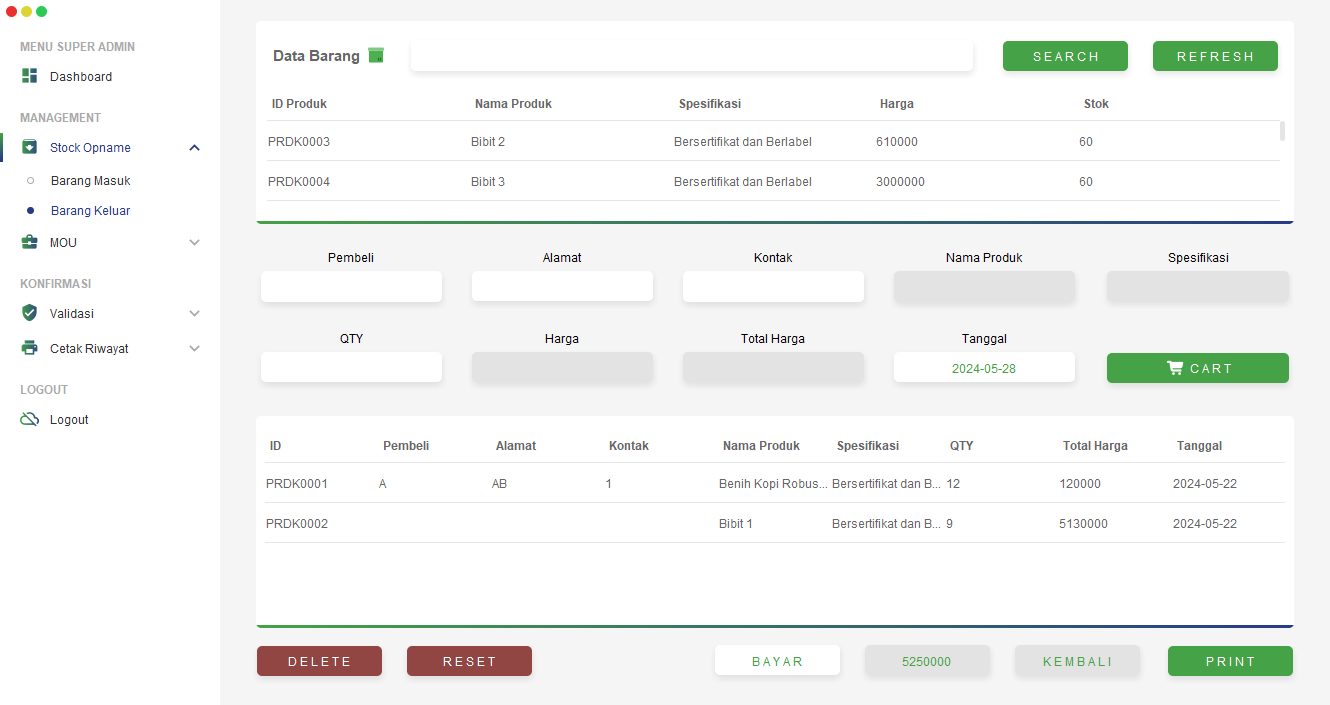 MENU SUPER ADMIN
Dashboard
MANAGEMENT
Stock Opname
Barang Masuk
Barang Keluar
MOU
KONFIRMASI
Validasi
Cetak Riwayat
LOGOUT
Logout
Data Barang SEARCH REFRESH
ID Produk Nama Produk Spesifikasi Harga Stok
PRDK0003 Bibit 2 Bersertifikat dan Berlabel 610000 60
PRDK0004 Bibit 3 Bersertifikat dan Berlabel 3000000 60
Pembeli Alamat Kontak Nama Produk Spesifikasi
QTY Harga Total Harga Tanggal
2024-05-28 CART
ID Pembeli Alamat Kontak Nama Produk Spesifikasi QTY Total Harga Tanggal
PRDK0001 A AB 1 Benih Kopi Robus... Bersertifikat dan B... 12 120000 2024-05-22
PRDK0002 Bibit 1 Bersertifikat dan B... 9 5130000 2024-05-22
DELETE RESET BAYAR 5250000 KEMBALI PRINT